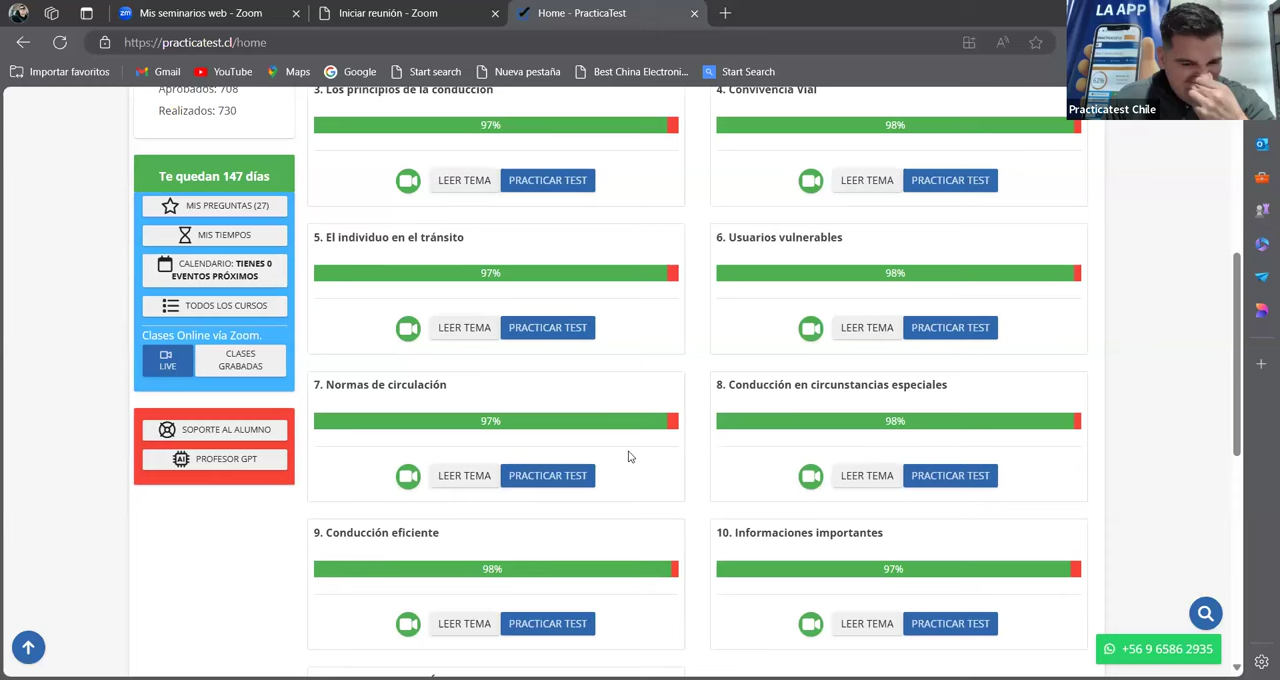 Mis seminarios web - Zoom
Iniciar reunión - Zoom
Home - PracticaTest
https://practicatest.cl/home
Importar favoritos
Gmail
YouTube
Maps
Google
Start search
Nueva pestaña
Best China Electroni...
Start Search
LA APP
Practicatest Chile
62%
Aprobados: 708
Realizados: 730
Te quedan 147 días
MIS PREGUNTAS (27)
MIS TIEMPOS
CALENDARIO: TIENES 0
EVENTOS PRÓXIMOS
TODOS LOS CURSOS
Clases Online vía Zoom.
LIVE
CLASES
GRABADAS
SOPORTE AL ALUMNO
AI
PROFESOR GPT
3. Los principios de la conducción
97%
LEER TEMA PRACTICAR TEST
4. Convivencia Vial
98%
LEER TEMA PRACTICAR TEST
5. El individuo en el tránsito
97%
LEER TEMA PRACTICAR TEST
6. Usuarios vulnerables
98%
LEER TEMA PRACTICAR TEST
7. Normas de circulación
97%
LEER TEMA PRACTICAR TEST
8. Conducción en circunstancias especiales
98%
LEER TEMA PRACTICAR TEST
9. Conducción eficiente
98%
LEER TEMA PRACTICAR TEST
10. Informaciones importantes
97%
LEER TEMA PRACTICAR TEST
+56 9 6586 2935